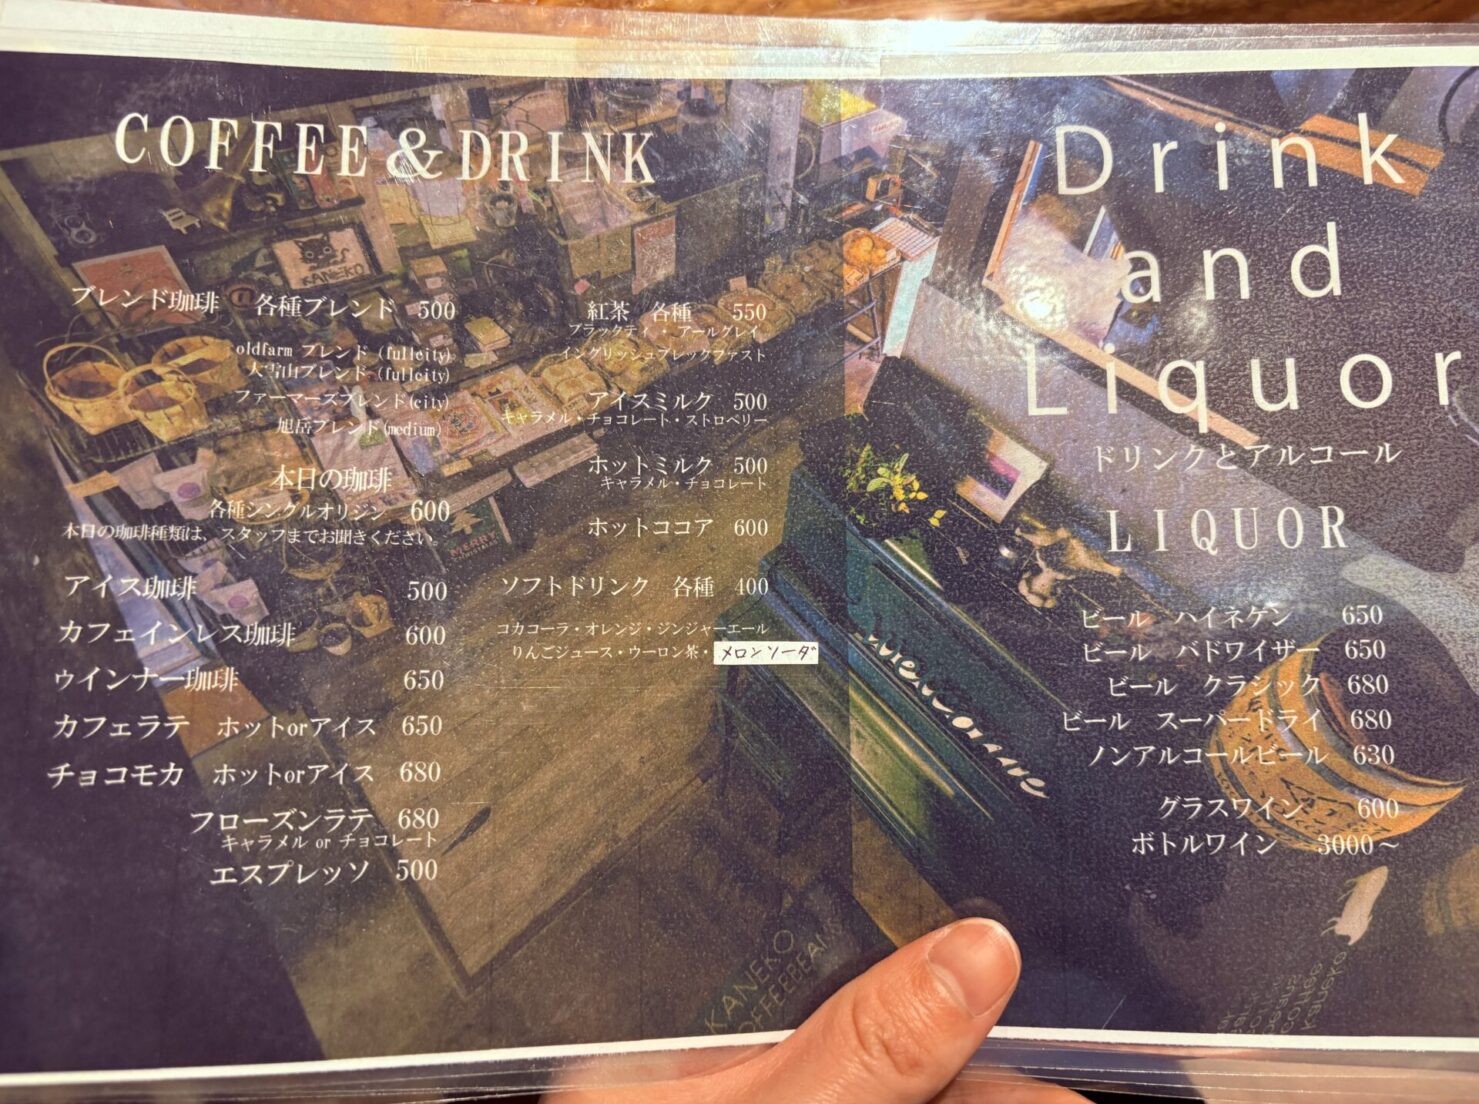 COFFEE & DRINK
ブレンド珈琲 各種ブレンド 500
oldfarm ブレンド (fullcity)
大雪山ブレンド (fullcity)
ファーマーズブレンド(city)
旭岳ブレンド(medium)
本日の珈琲
各種シングルオリジン 600
本日の珈琲種類は、スタッフまでお聞きください。
アイス珈琲 500
カフェインレス珈琲 600
ウインナー珈琲 650
カフェラテ ホットorアイス 650
チョコモカ ホットorアイス 680
フローズンラテ 680
キャラメル or チョコレート
エスプレッソ 500
紅茶 各種 550
ブラックティ ・ アールグレイ
イングリッシュブレックファスト
アイスミルク 500
キャラメル・チョコレート・ストロベリー
ホットミルク 500
キャラメル・チョコレート
ホットココア 600
ソフトドリンク 各種 400
コカコーラ・オレンジ・ジンジャーエール
りんごジュース・ウーロン茶・メロンソーダ
Drink
and
Liquor
ドリンクとアルコール
LIQUOR
ビール ハイネケン 650
ビール バドワイザー 650
ビール クラシック 680
ビール スーパードライ 680
ノンアルコールビール 630
グラスワイン 600
ボトルワイン 3000～
KANEKO
MERRY
KANEKO
COFFEEBEANS